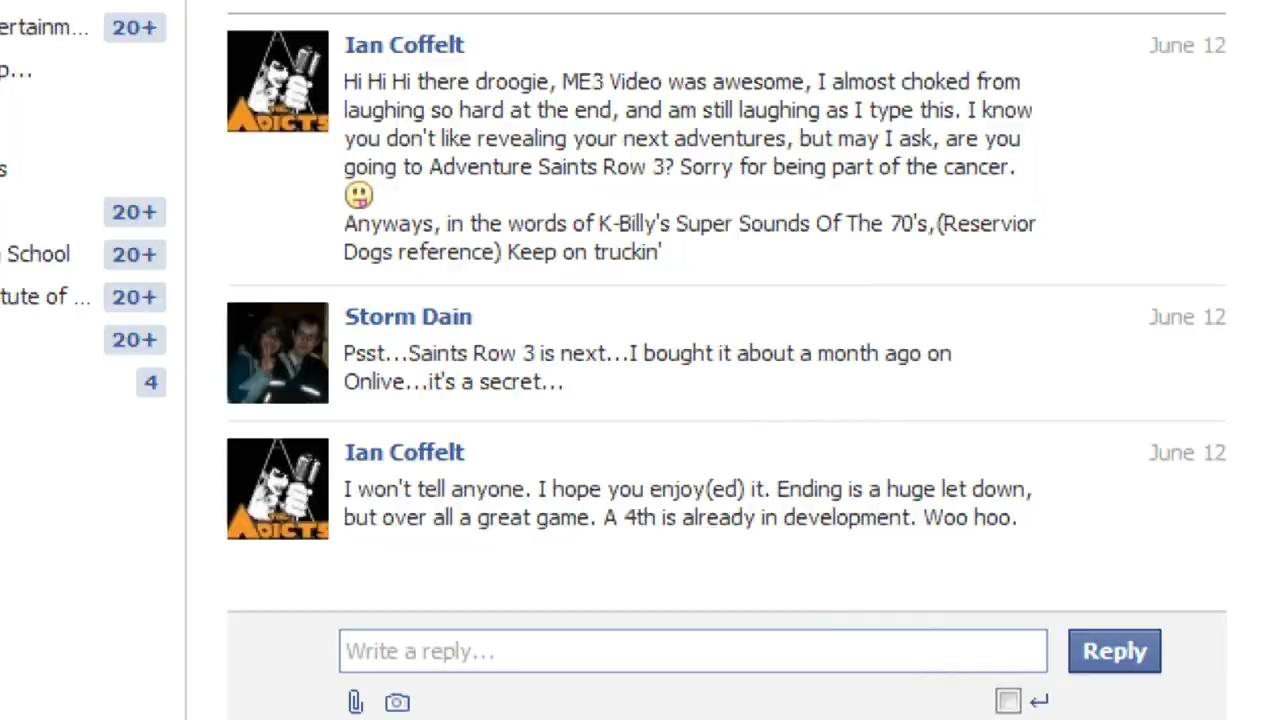 ertainm... 20+
p...
s
20+
School 20+
tute of ... 20+
20+
4
Ian Coffelt June 12
Hi Hi Hi there droogie, ME3 Video was awesome, I almost choked from
laughing so hard at the end, and am still laughing as I type this. I know
you don't like revealing your next adventures, but may I ask, are you
going to Adventure Saints Row 3? Sorry for being part of the cancer.
Anyways, in the words of K-Billy's Super Sounds Of The 70's,(Reservior
Dogs reference) Keep on truckin'
ADICTS
Storm Dain June 12
Psst...Saints Row 3 is next...I bought it about a month ago on
Onlive...it's a secret...
Ian Coffelt June 12
I won't tell anyone. I hope you enjoy(ed) it. Ending is a huge let down,
but over all a great game. A 4th is already in development. Woo hoo.
ADICTS
Write a reply...
Reply